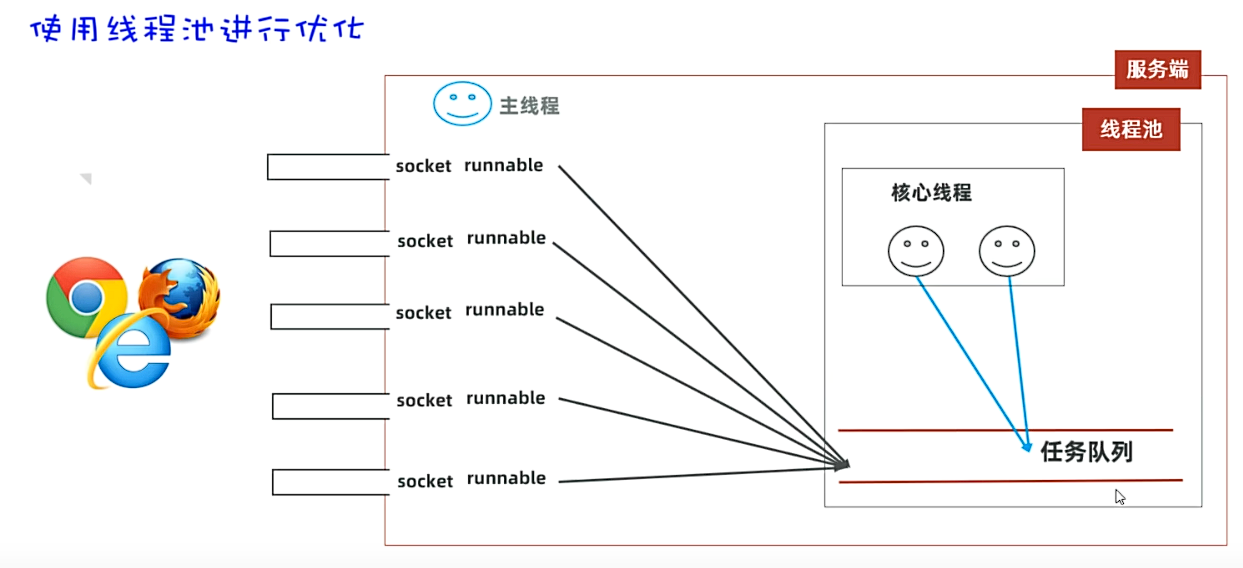 使用线程池进行优化
服务端
主线程
线程池
socket runnable
核心线程
socket runnable
socket runnable
socket runnable
任务队列
socket runnable